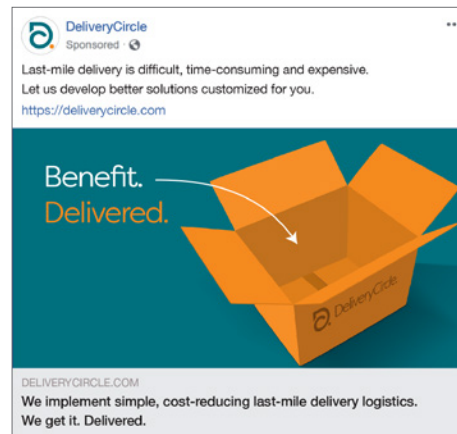 DeliveryCircle
Sponsored ·
Last-mile delivery is difficult, time-consuming and expensive.
Let us develop better solutions customized for you.
https://deliverycircle.com
Benefit.
Delivered.
DeliveryCircle
DELIVERYCIRCLE.COM
We implement simple, cost-reducing last-mile delivery logistics.
We get it. Delivered.